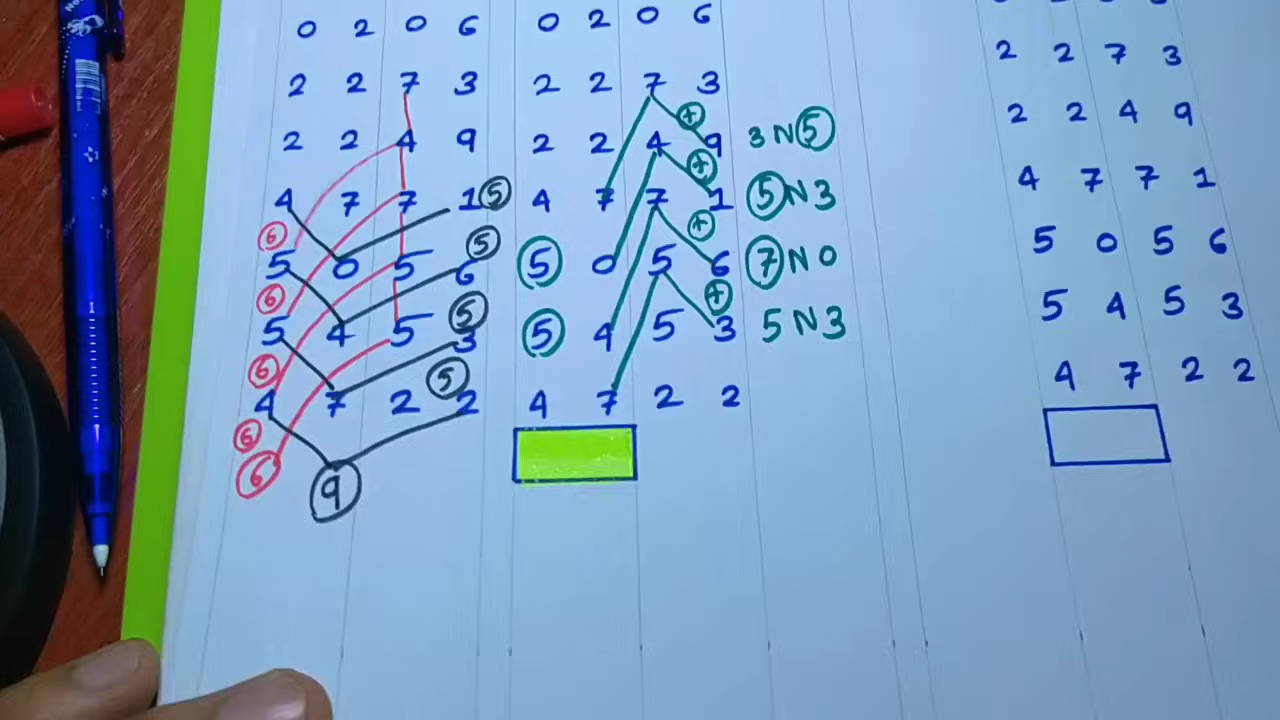 0 2 0 6 0 2 0 6
2 2 7 3 2 2 7 3 2 2 7 3
2 2 4 9 2 2 4 9 3 N 5 2 2 4 9
+
4 7 7 1 5 4 7 7 1 5 N 3 4 7 7 1
+
6
5 0 5 6 5 5 0 5 6 7 N 0 5 0 5 6
+
6
5 4 5 3 5 5 4 5 3 5 N 3 5 4 5 3
+
6
4 7 2 2 5 4 7 2 2 4 7 2 2
6
6 9